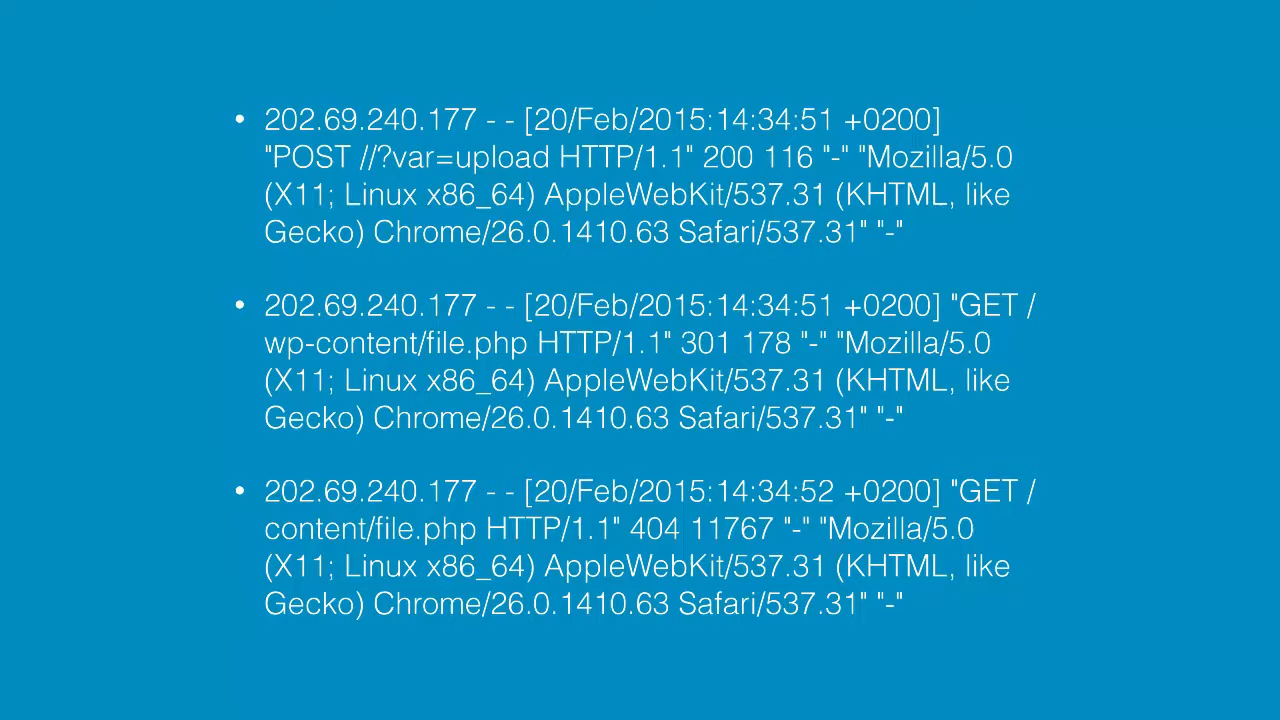 • 202.69.240.177 - - [20/Feb/2015:14:34:51 +0200]
"POST //?var=upload HTTP/1.1" 200 116 "-" "Mozilla/5.0
(X11; Linux x86_64) AppleWebKit/537.31 (KHTML, like
Gecko) Chrome/26.0.1410.63 Safari/537.31" "-"
• 202.69.240.177 - - [20/Feb/2015:14:34:51 +0200] "GET /
wp-content/file.php HTTP/1.1" 301 178 "-" "Mozilla/5.0
(X11; Linux x86_64) AppleWebKit/537.31 (KHTML, like
Gecko) Chrome/26.0.1410.63 Safari/537.31" "-"
• 202.69.240.177 - - [20/Feb/2015:14:34:52 +0200] "GET /
content/file.php HTTP/1.1" 404 11767 "-" "Mozilla/5.0
(X11; Linux x86_64) AppleWebKit/537.31 (KHTML, like
Gecko) Chrome/26.0.1410.63 Safari/537.31" "-"